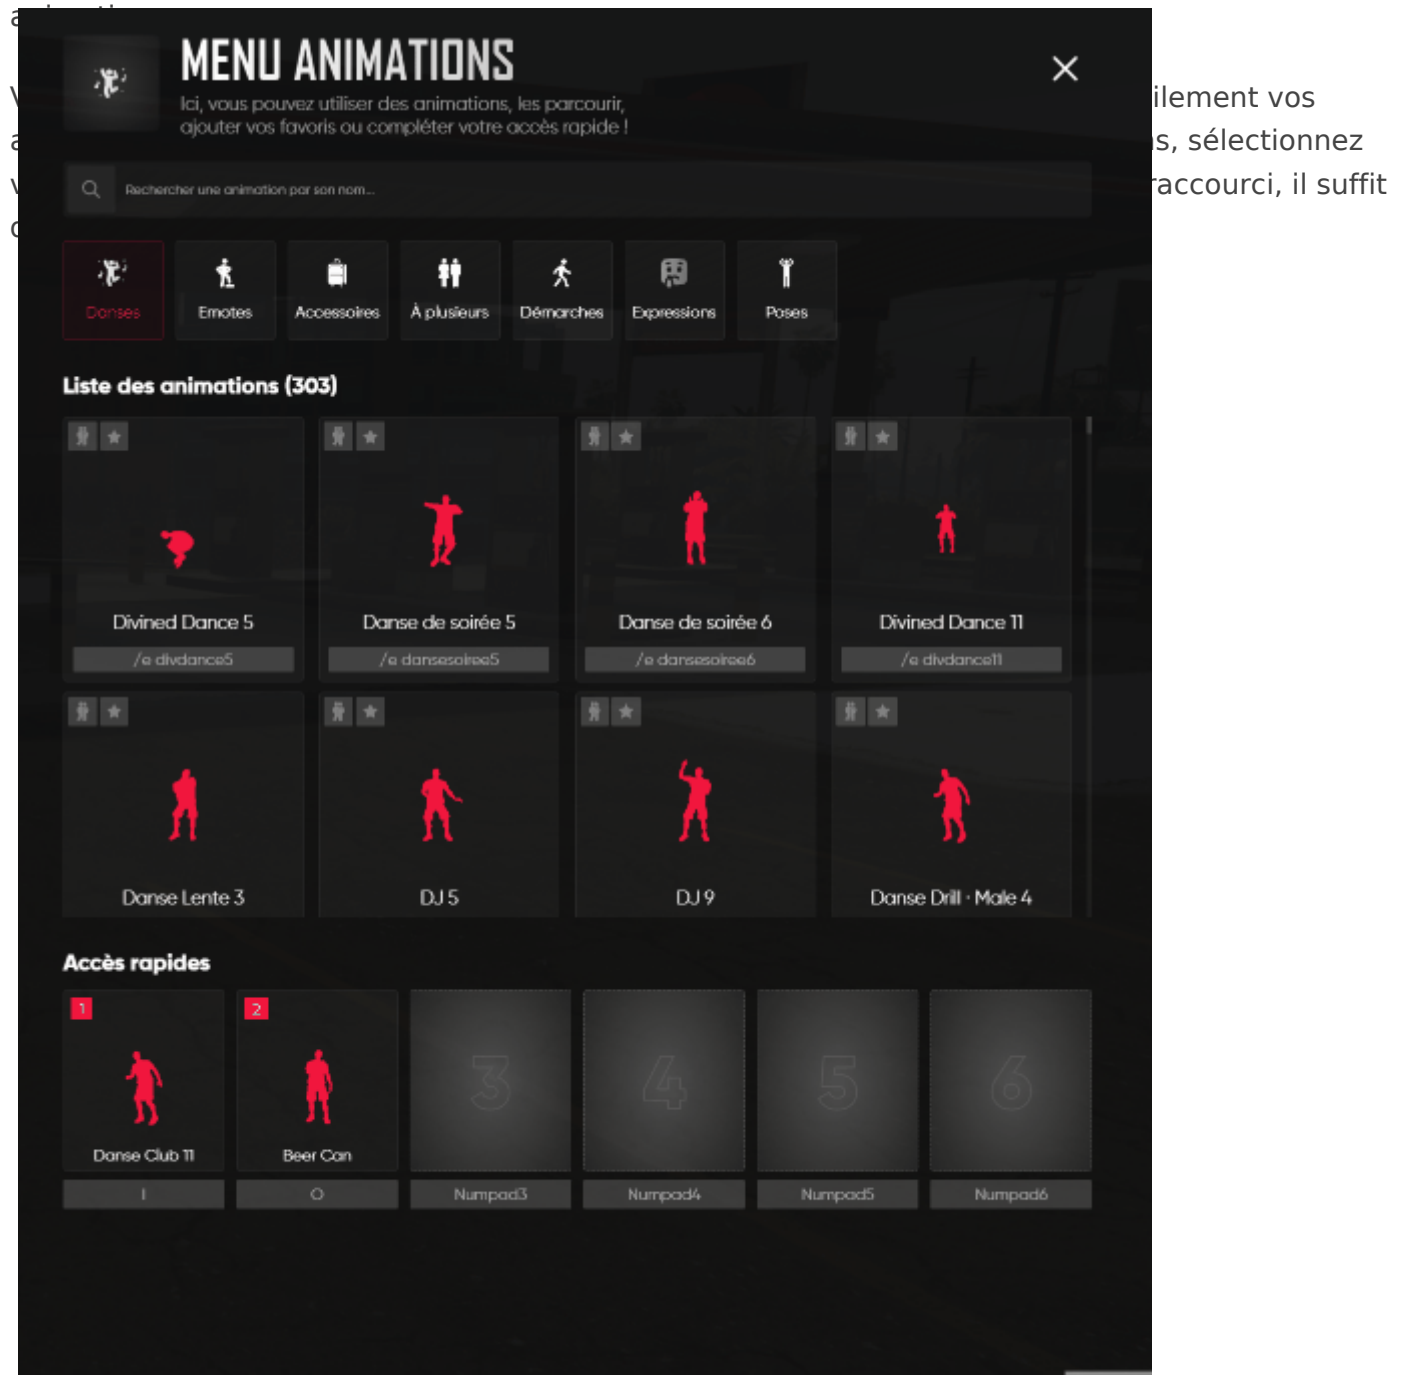 MENU ANIMATIONS
Ici, vous pouvez utiliser des animations, les parcourir,
ajouter vos favoris ou compléter votre accès rapide !
vos
sélectionnez
raccourci, il suffit
Rechercher une animation par son nom...
Danses Emotes Accessoires À plusieurs Démarches Expressions Poses
Liste des animations (303)
Divined Dance 5 Danse de soirée 5 Danse de soirée 6 Divined Dance 11
/e divdance5 /e dansesoiree5 /e dansesoiree6 /e divdance11
Danse Lente 3 DJ 5 DJ 9 Danse Drill · Male 4
Accès rapides
1 2 3 4 5 6
Danse Club 11 Beer Can
I O Numpad3 Numpad4 Numpad5 Numpad6